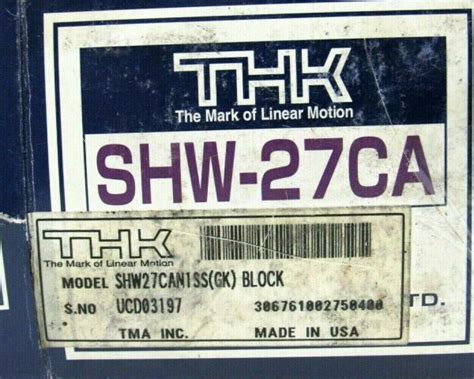 THK
The Mark of Linear Motion
SHW-27CA
THK
The Mark of Linear Motion
MODEL SHW27CAN1SS(GK) BLOCK
S.NO UCD03197 306761002750400
TMA INC. MADE IN USA
LTD.